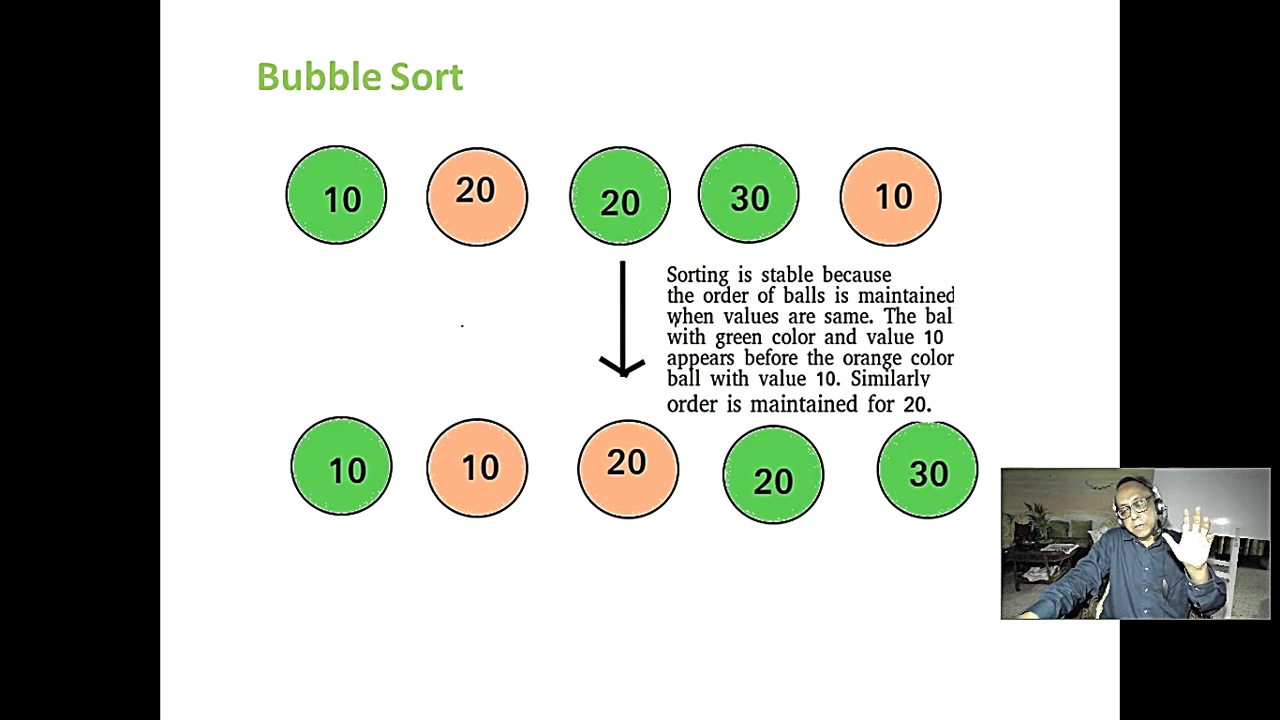 Bubble Sort
10 20 20 30 10
Sorting is stable because
the order of balls is maintained
when values are same. The bal
with green color and value 10
appears before the orange color
ball with value 10. Similarly
order is maintained for 20.
10 10 20 20 30